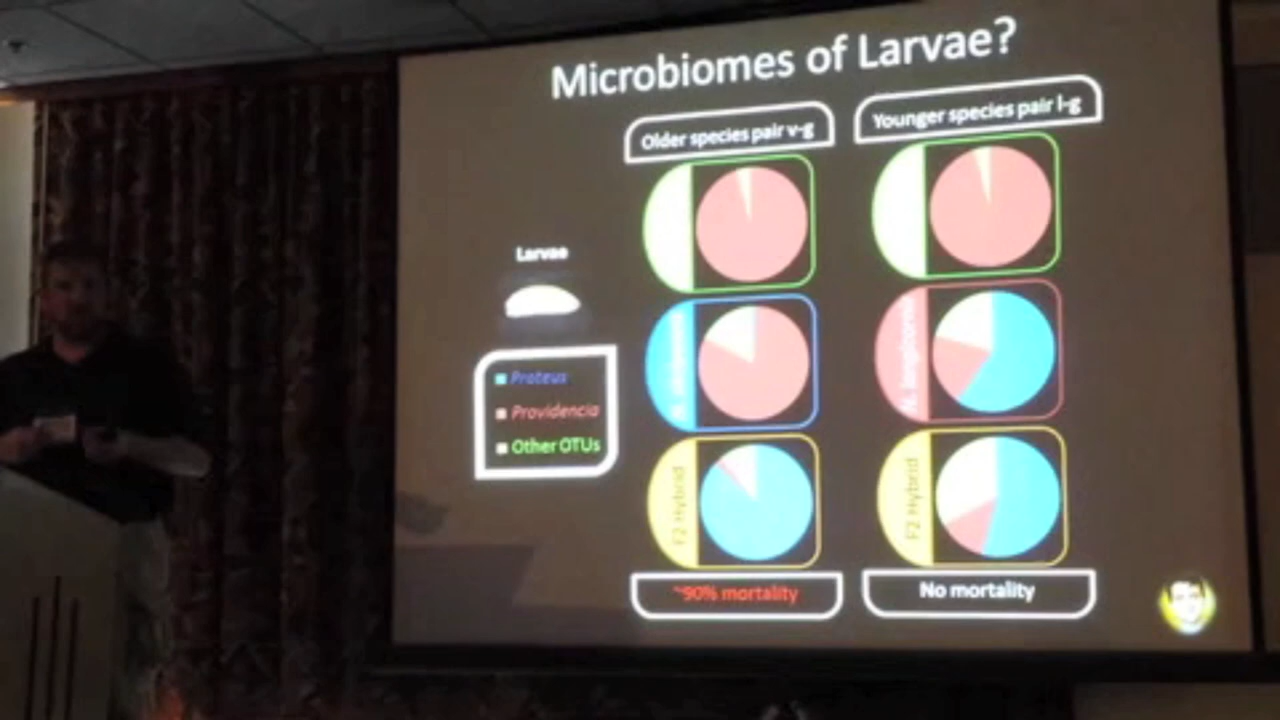 Microbiomes of Larvae?
Older species pair v-g
Younger species pair l-g
Larvae
Proteus
Providencia
Other OTUs
N. longicornis
F2 Hybrid
F2 Hybrid
~90% mortality
No mortality